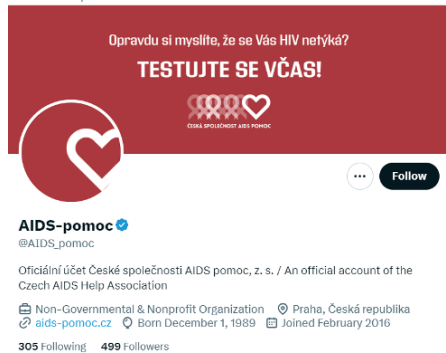 Opravdu si myslíte, že se Vás HIV netýká?
TESTUJTE SE VČAS!
ČESKÁ SPOLEČNOST AIDS POMOC
Follow
AIDS-pomoc
@AIDS_pomoc
Oficiální účet České společnosti AIDS pomoc, z. s. / An official account of the
Czech AIDS Help Association
Non-Governmental & Nonprofit Organization Praha, Česká republika
aids-pomoc.cz Born December 1, 1989 Joined February 2016
305 Following 499 Followers